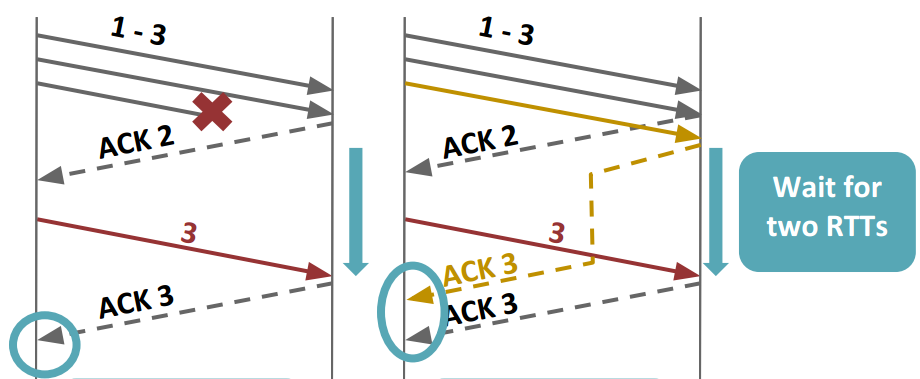 1 - 3
ACK 2
3
ACK 3
1 - 3
ACK 2
3
ACK 3
ACK 3
Wait for
two RTTs